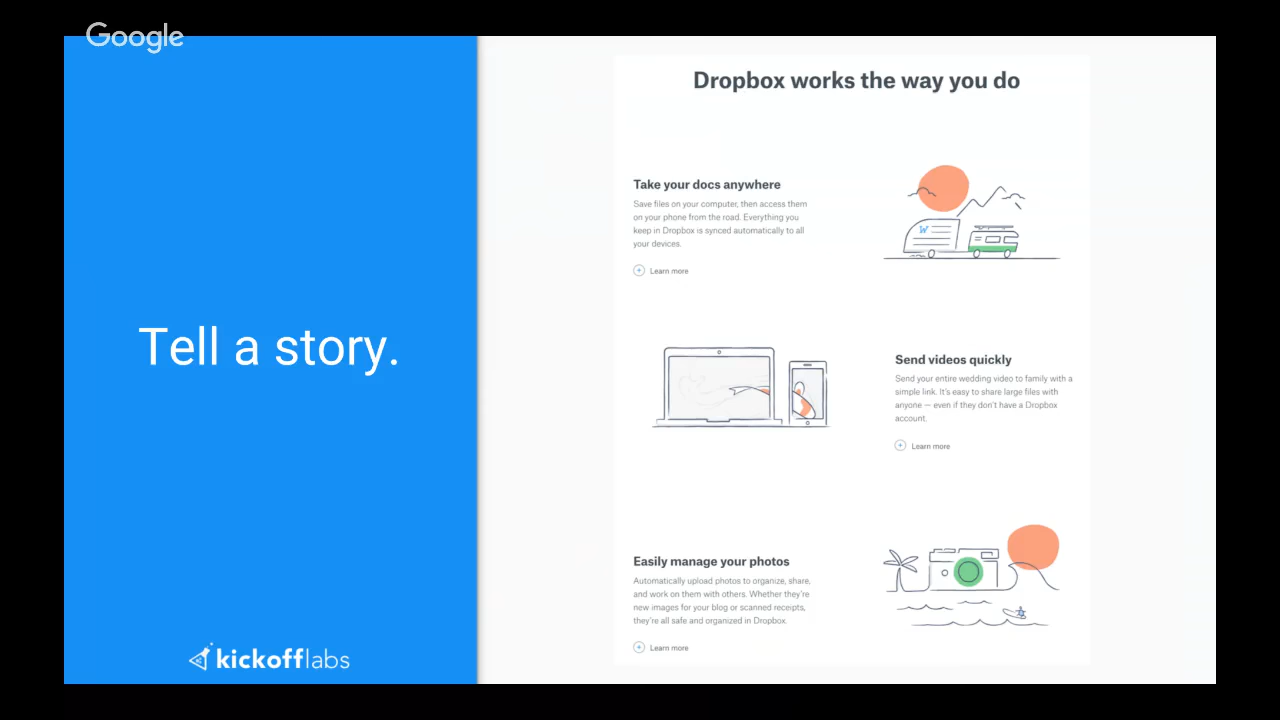 Google
Tell a story.
kickofflabs
Dropbox works the way you do
Take your docs anywhere
Save files on your computer, then access them
on your phone from the road. Everything you
keep in Dropbox is synced automatically to all
your devices.
Learn more
W
Send videos quickly
Send your entire wedding video to family with a
simple link. It's easy to share large files with
anyone — even if they don't have a Dropbox
account.
Learn more
Easily manage your photos
Automatically upload photos to organize, share,
and work on them with others. Whether they're
new images for your blog or scanned receipts,
they're all safe and organized in Dropbox.
Learn more